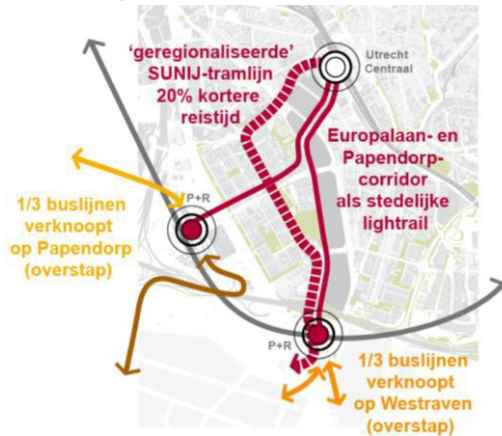 'geregionaliseerde'
SUNIJ-tramlijn
20% kortere
reistijd
Utrecht
Centraal
Europalaan- en
Papendorp-
corridor
als stedelijke
lightrail
P+R
1/3 buslijnen
verknoopt
op Papendorp
(overstap)
P+R
1/3 buslijnen
verknoopt
op Westraven
(overstap)